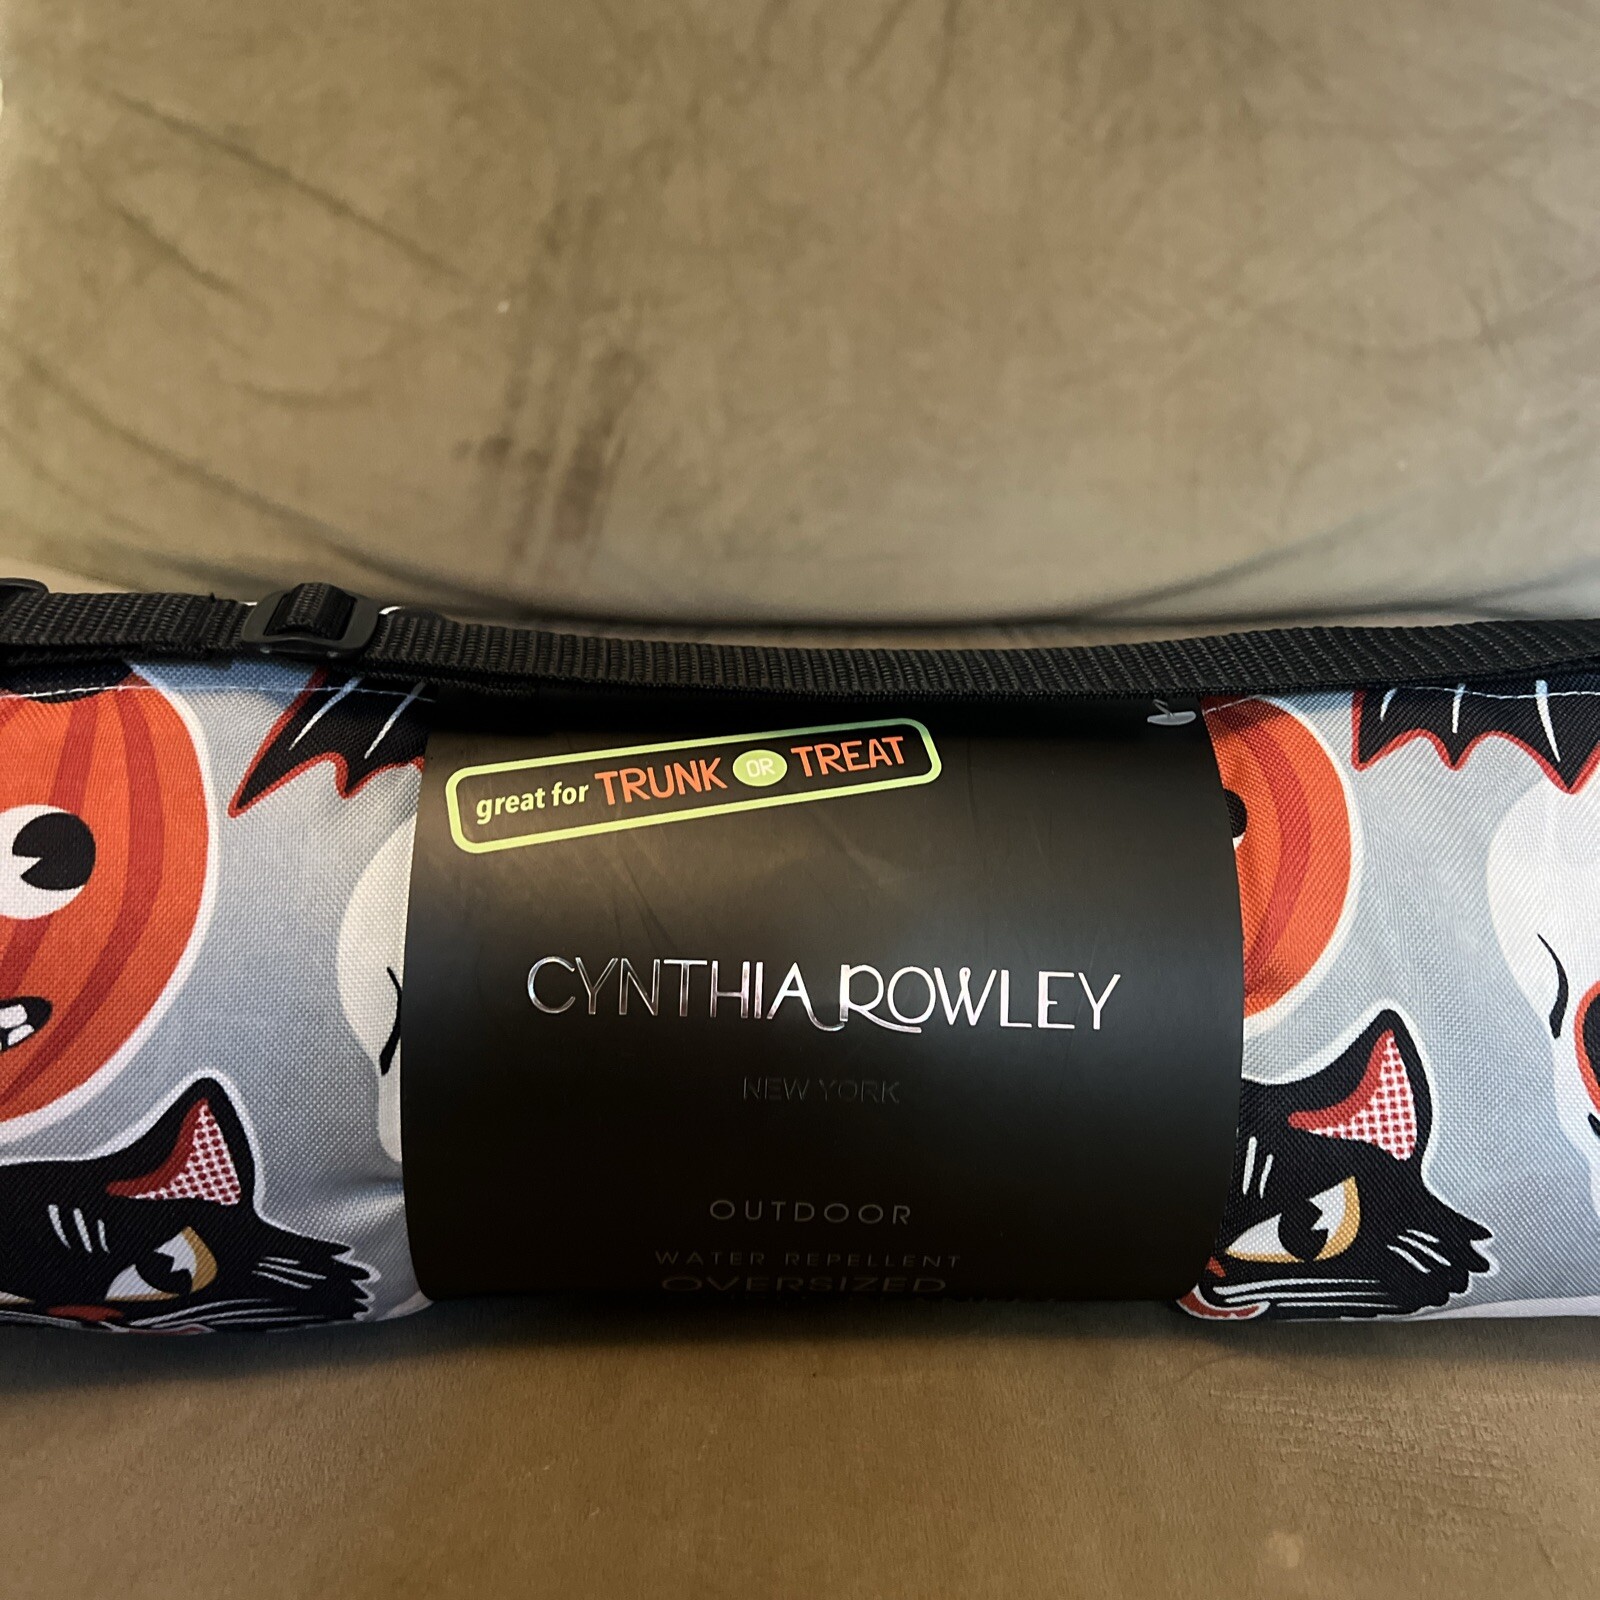 great for TRUNK OR TREAT
CYNTHIA ROWLEY
NEW YORK
OUTDOOR
WATER REPELLENT
OVERSIZED